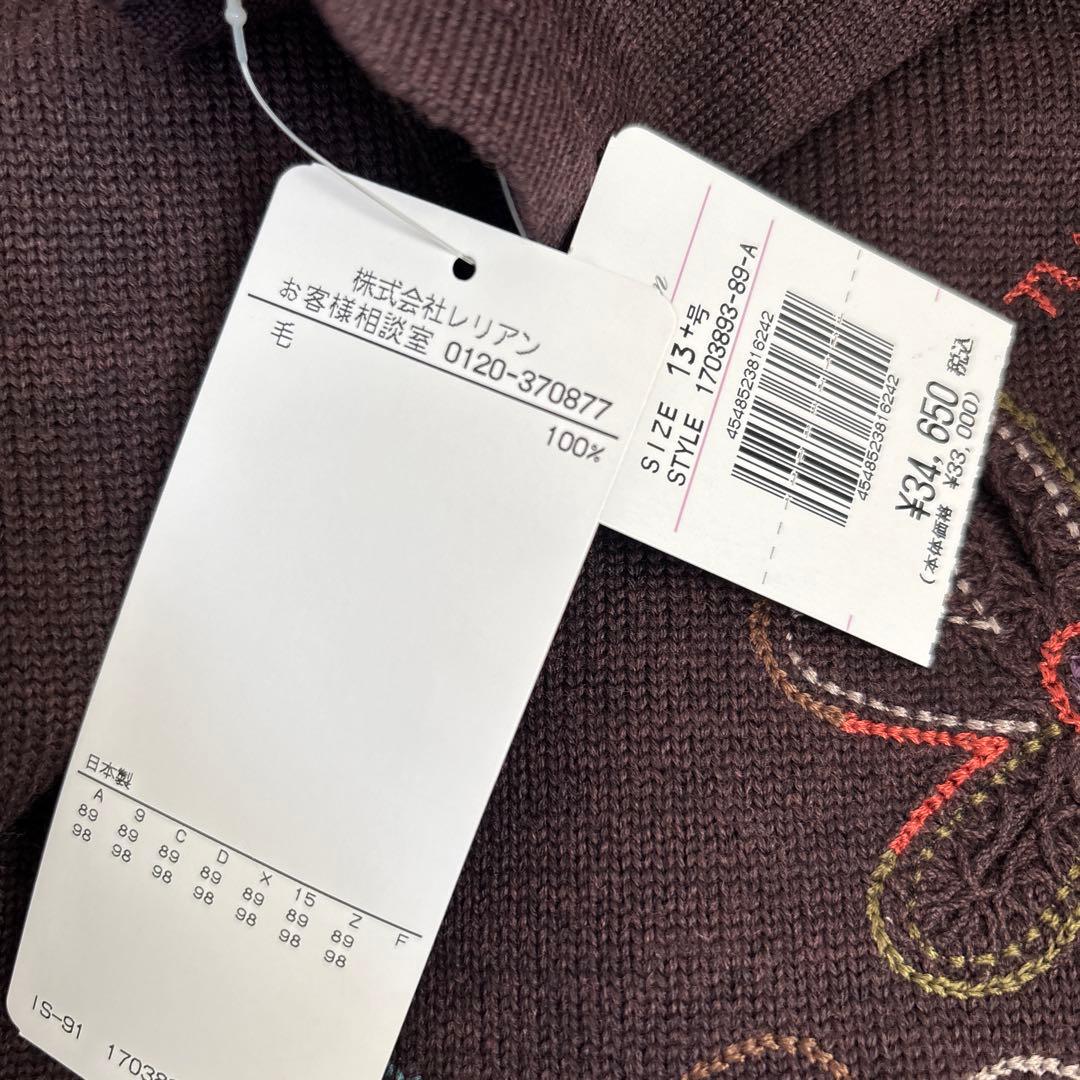 株式会社レリアン
お客様相談室 0120-370877
毛 100%
日本製
A 9 C D X 15 Z F
89 89 89 89 89 89 89
98 98 98 98 98 98 98
IS-91 17038
SIZE 13+号
STYLE 1703893-89-A
4548523816242
4548523816242
¥34,650 税込
(本体価格 ¥33,000)